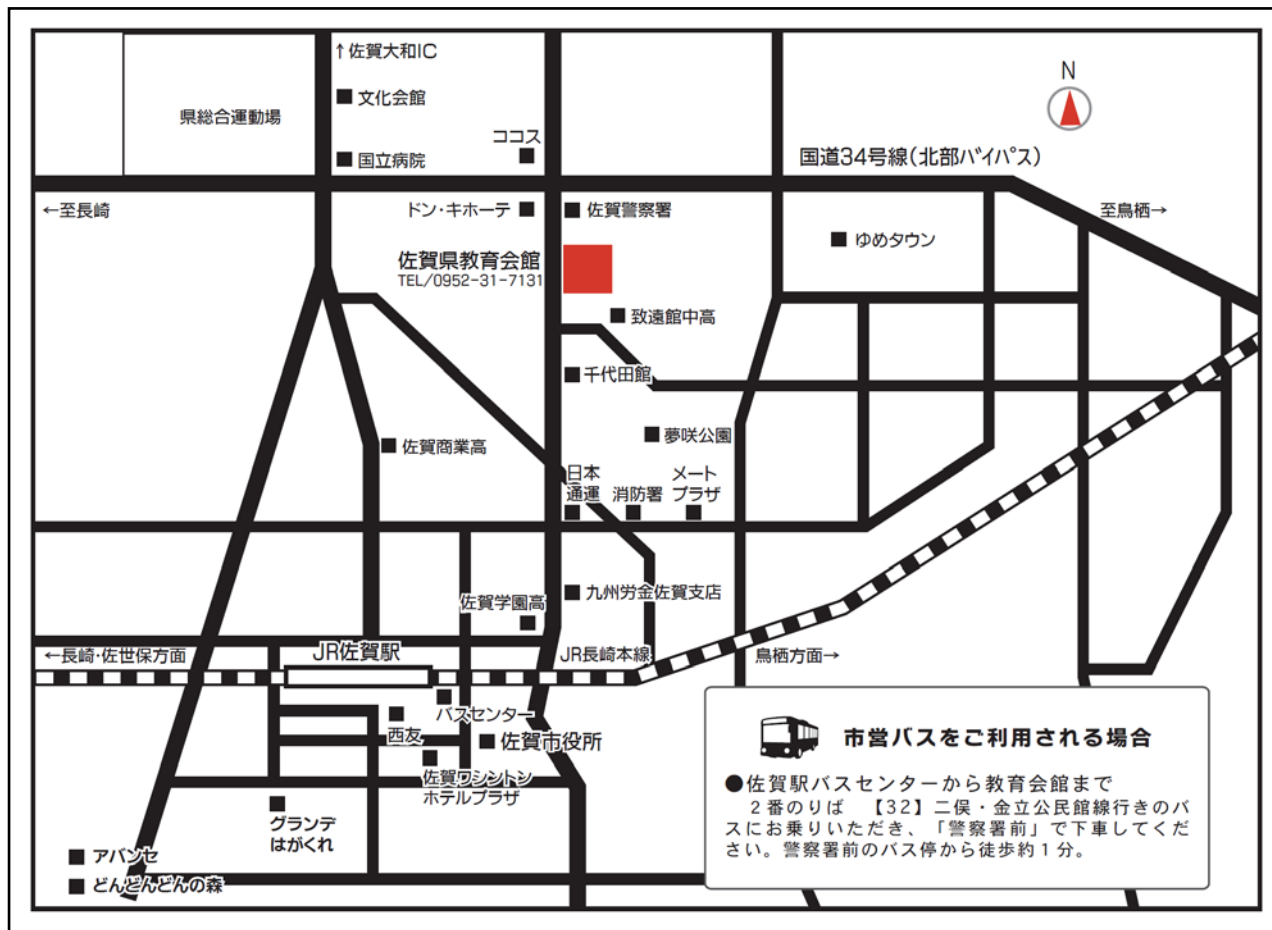 ↑佐賀大和IC
N
文化会館
県総合運動場
ココス
国立病院
国道34号線(北部バイパス)
←至長崎
ドン・キホーテ
佐賀警察署
至鳥栖→
ゆめタウン
佐賀県教育会館
TEL/0952-31-7131
致遠館中高
千代田館
夢咲公園
佐賀商業高
日本
通運
消防署
メート
プラザ
九州労金佐賀支店
佐賀学園高
←長崎・佐世保方面
JR佐賀駅
JR長崎本線
鳥栖方面→
バスセンター
西友
佐賀市役所
佐賀ワシントン
ホテルプラザ
グランデ
はがくれ
アバンセ
どんどんどんの森
市営バスをご利用される場合
●佐賀駅バスセンターから教育会館まで
2番のりば 【32】二俣・金立公民館線行きのバ
スにお乗りいただき、「警察署前」で下車してくだ
さい。警察署前のバス停から徒歩約1分。